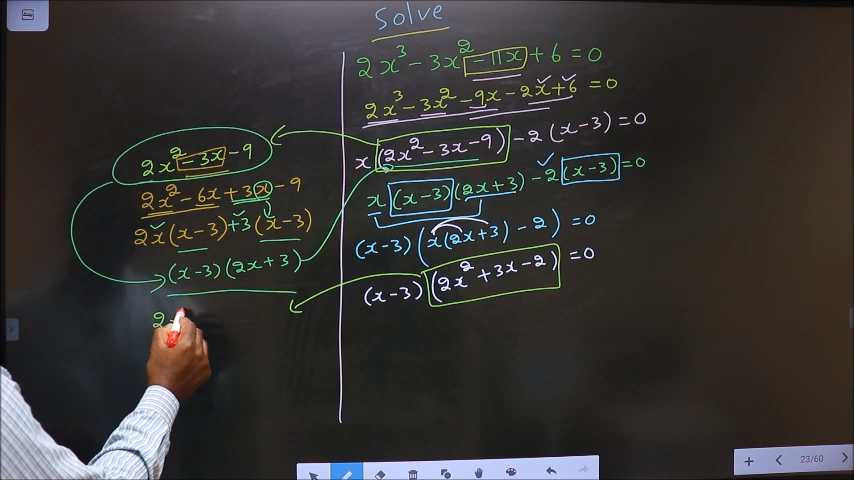 Solve
2x³ - 3x² - 11x + 6 = 0
2x³ - 3x² - 9x - 2x + 6 = 0
x (2x² - 3x - 9) - 2 (x - 3) = 0
x (x - 3) (2x + 3) - 2 (x - 3) = 0
(x - 3) (x (2x + 3) - 2) = 0
(x - 3) (2x² + 3x - 2) = 0
2x² - 3x - 9
2x² - 6x + 3x - 9
2x (x - 3) + 3 (x - 3)
(x - 3) (2x + 3)
2
23/60